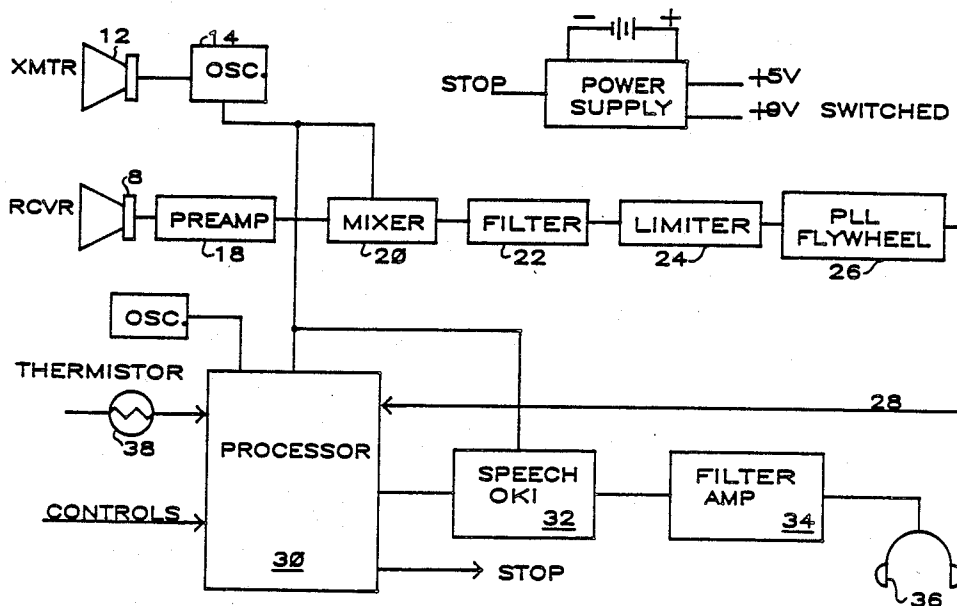 12
14
XMTR
OSC.
− +
STOP
POWER
SUPPLY
+5V
+9V SWITCHED
RCVR
8
PREAMP
18
MIXER
20
FILTER
22
LIMITER
24
PLL
FLYWHEEL
26
OSC.
THERMISTOR
38
28
PROCESSOR
30
CONTROLS
SPEECH
OKI
32
FILTER
AMP
34
STOP
36